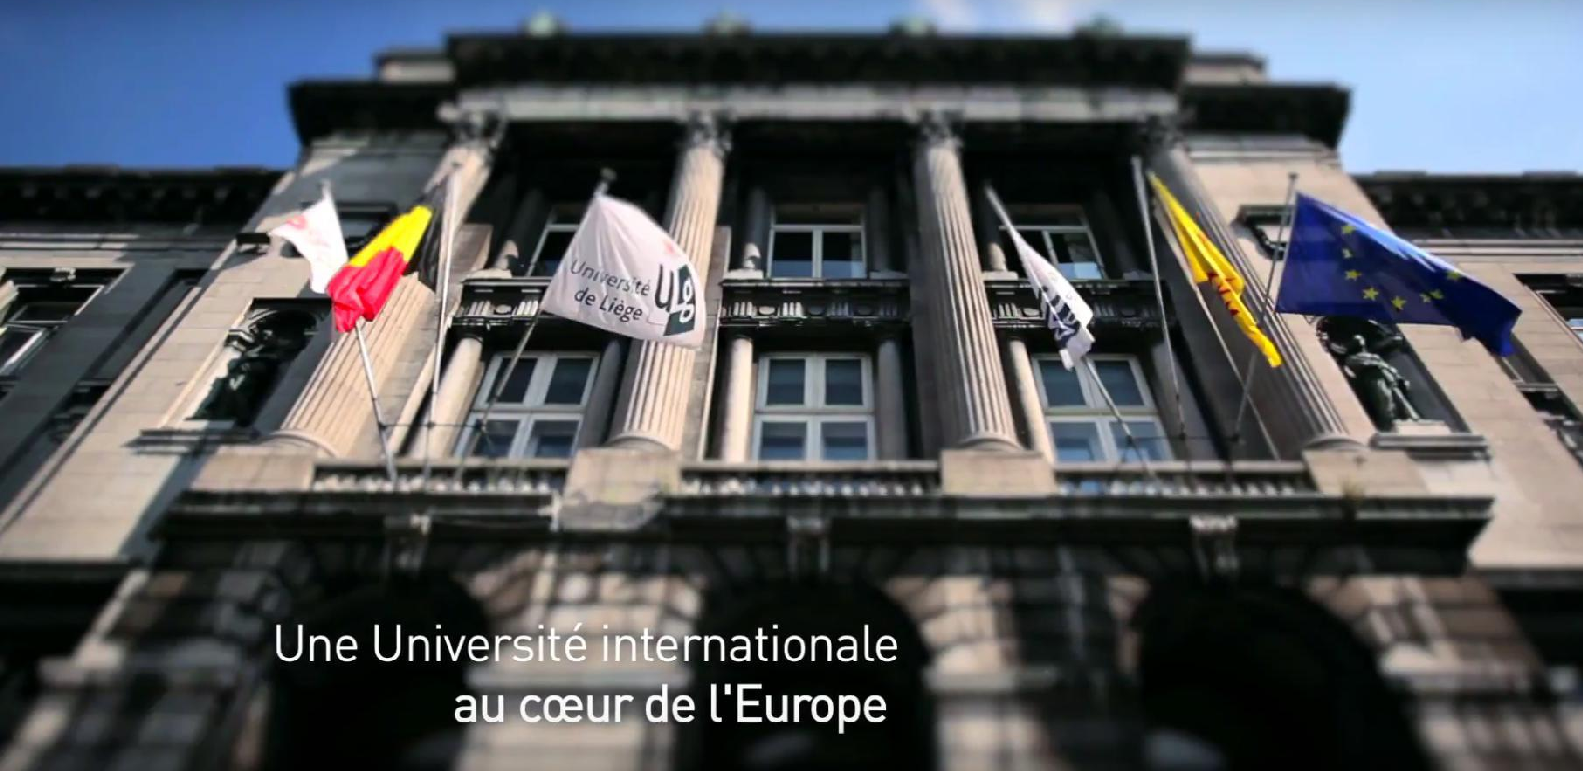 Université
de Liège
ulg
Une Université internationale
au cœur de l'Europe